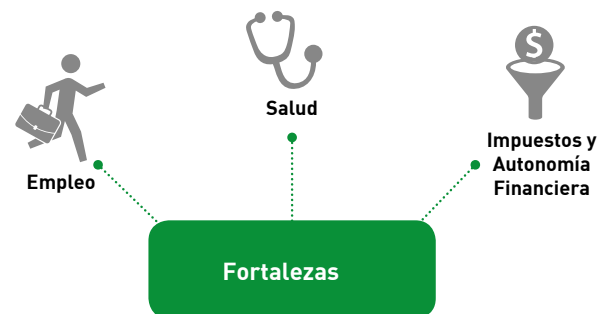 $
Salud
Empleo
Impuestos y
Autonomía
Financiera
Fortalezas